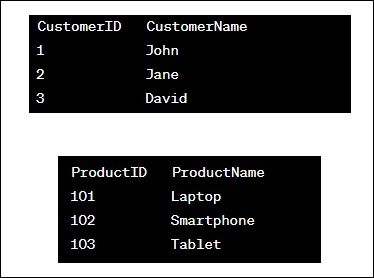 CustomerID CustomerName
1 John
2 Jane
3 David
ProductID ProductName
101 Laptop
102 Smartphone
103 Tablet